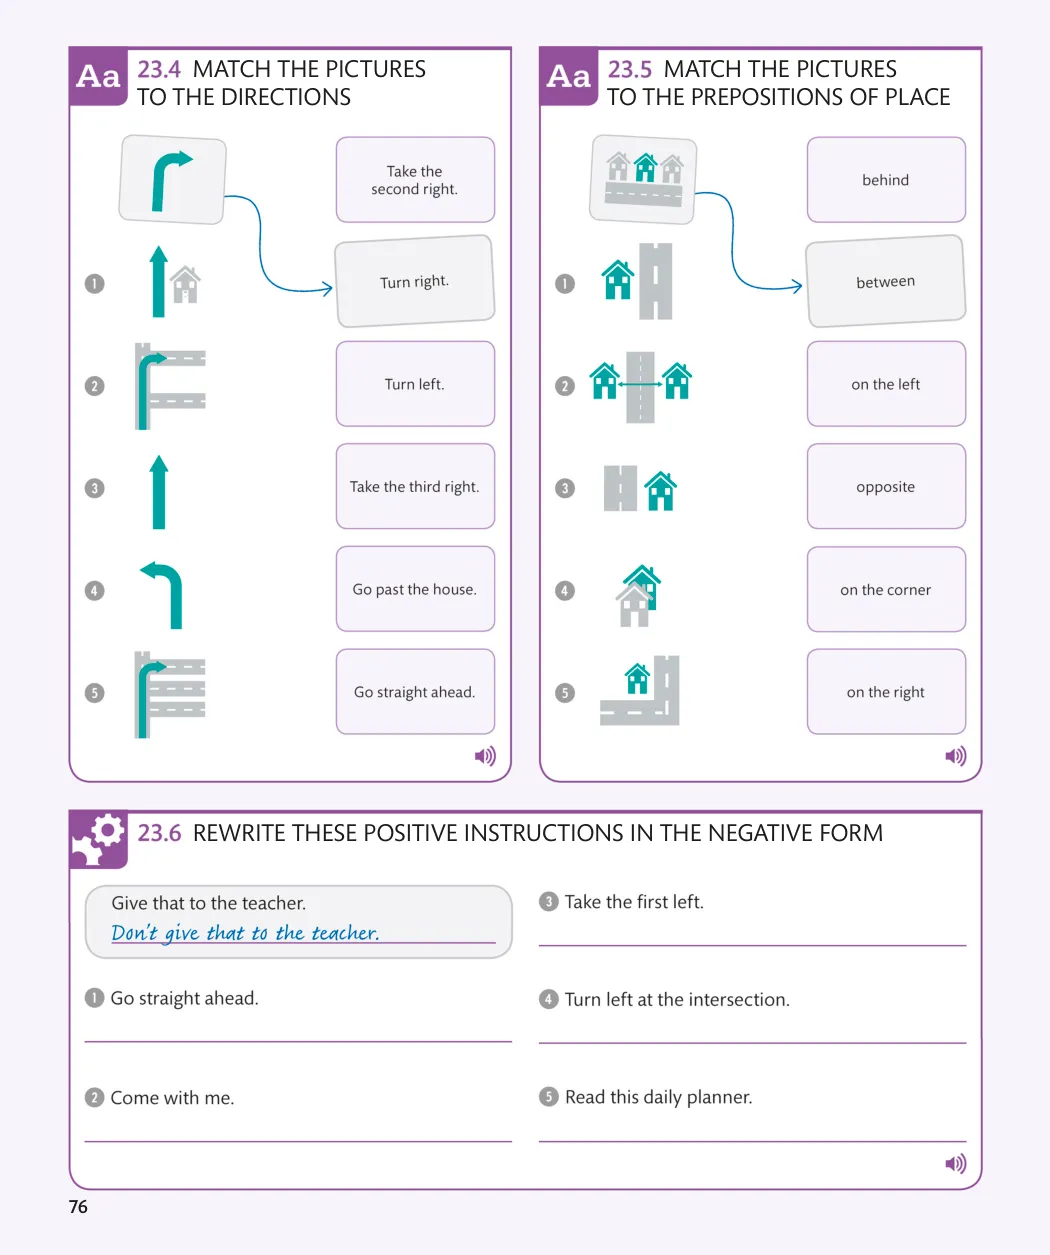 Aa
23.4 MATCH THE PICTURES
TO THE DIRECTIONS
Take the
second right.
1
Turn right.
2
Turn left.
3
Take the third right.
4
Go past the house.
5
Go straight ahead.
Aa
23.5 MATCH THE PICTURES
TO THE PREPOSITIONS OF PLACE
behind
1
between
2
on the left
3
opposite
4
on the corner
5
on the right
23.6 REWRITE THESE POSITIVE INSTRUCTIONS IN THE NEGATIVE FORM
Give that to the teacher.
Don't give that to the teacher.
1 Go straight ahead.
2 Come with me.
3 Take the first left.
4 Turn left at the intersection.
5 Read this daily planner.
76